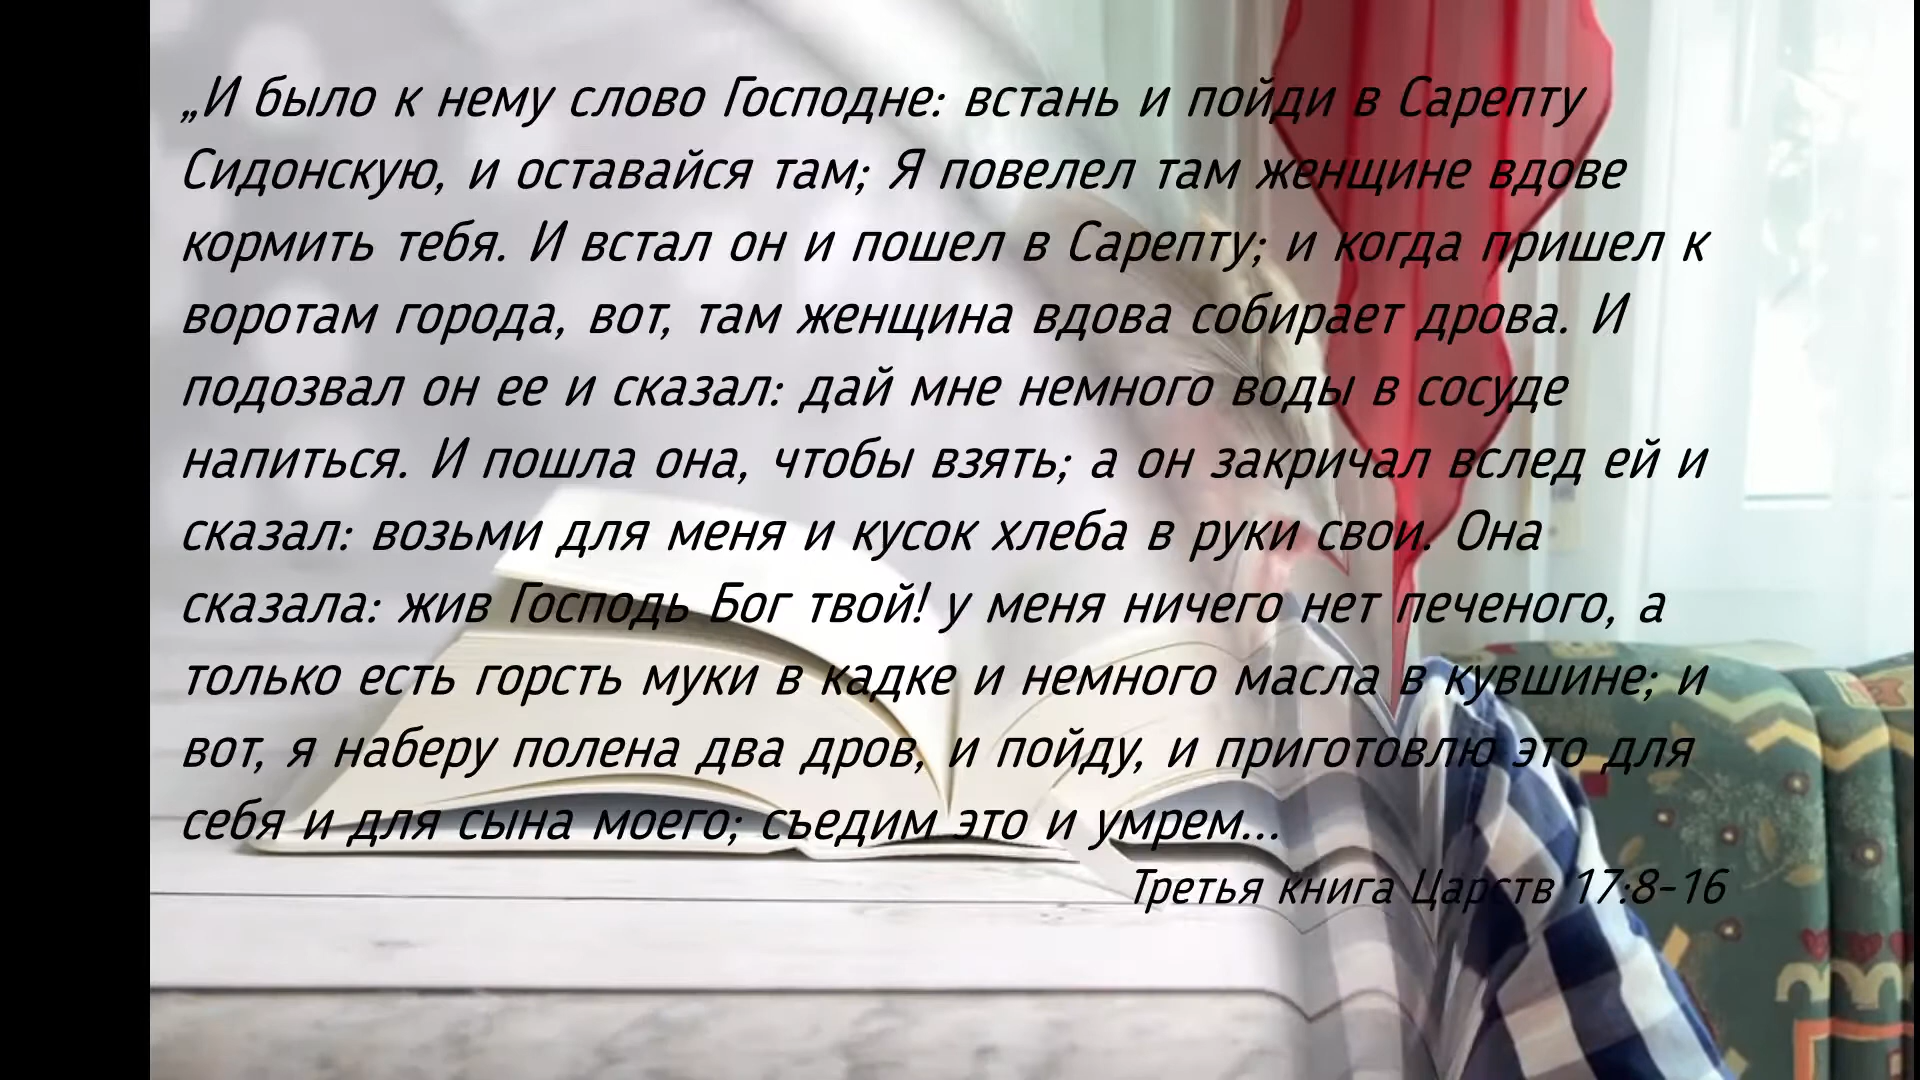 „И было к нему слово Господне: встань и пойди в Сарепту
Сидонскую, и оставайся там; Я повелел там женщине вдове
кормить тебя. И встал он и пошел в Сарепту; и когда пришел к
воротам города, вот, там женщина вдова собирает дрова. И
подозвал он ее и сказал: дай мне немного воды в сосуде
напиться. И пошла она, чтобы взять; а он закричал вслед ей и
сказал: возьми для меня и кусок хлеба в руки свои. Она
сказала: жив Господь Бог твой! у меня ничего нет печеного, а
только есть горсть муки в кадке и немного масла в кувшине; и
вот, я наберу полена два дров, и пойду, и приготовлю это для
себя и для сына моего; съедим это и умрем...
Третья книга Царств 17:8-16